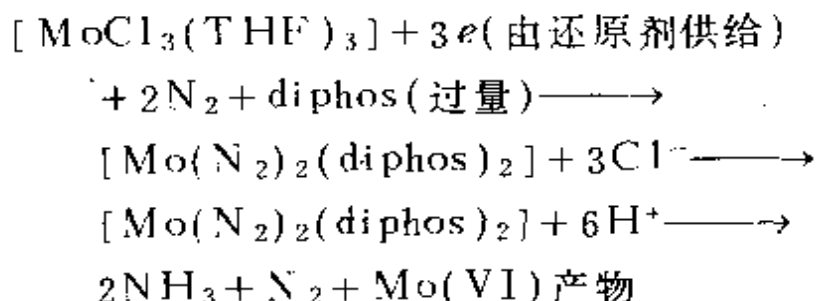 [MoCl₃(THF)₃]+3e(由还原剂供给)
+2N₂+diphos(过量)⟶
[Mo(N₂)₂(diphos)₂]+3Cl⁻⟶
[Mo(N₂)₂(diphos)₂]+6H⁺⟶
2NH₃+N₂+Mo(VI)产物